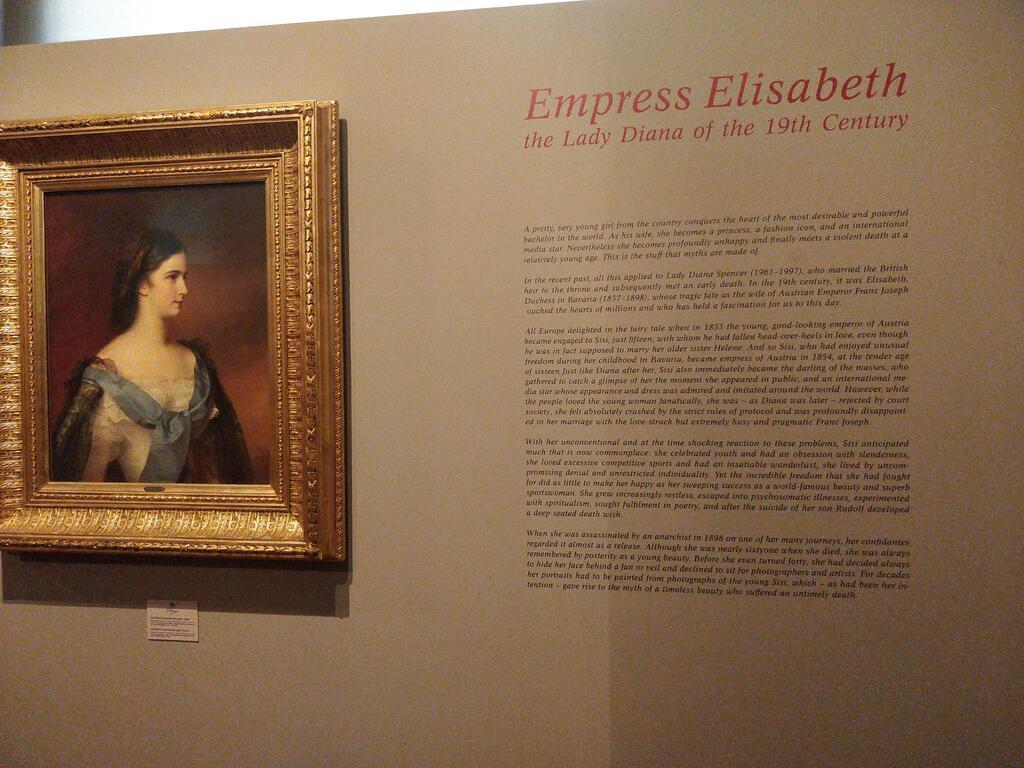 Empress Elisabeth
the Lady Diana of the 19th Century
A pretty, very young girl from the country conquers the heart of the most desirable and powerful
bachelor in the world. As his wife, she becomes a princess, a fashion icon, and an international
media star. Nevertheless she becomes profoundly unhappy and finally meets a violent death at a
relatively young age. This is the stuff that myths are made of.
In the recent past, all this applied to Lady Diana Spencer (1961–1997), who married the British
heir to the throne and subsequently met an early death. In the 19th century, it was Elisabeth,
Duchess in Bavaria (1837–1898), whose tragic fate as the wife of Austrian Emperor Franz Joseph
ouched the hearts of millions and who has held a fascination for us to this day.
All Europe delighted in the fairy tale when in 1853 the young, good-looking emperor of Austria
became engaged to Sisi, just fifteen, with whom he had fallen head-over-heels in love, even though
he was in fact supposed to marry her older sister Helene. And so Sisi, who had enjoyed unusual
freedom during her childhood in Bavaria, became empress of Austria in 1854, at the tender age
of sixteen. Just like Diana after her, Sisi also immediately became the darling of the masses, who
gathered to catch a glimpse of her the moment she appeared in public, and an international me-
dia star whose appearance and dress was admired and imitated around the world. However, while
the people loved the young woman fanatically, she was – as Diana was later – rejected by court
society, she felt absolutely crushed by the strict rules of protocol and was profoundly disappoint-
ed in her marriage with the love-struck but extremely busy and pragmatic Franz Joseph.
With her unconventional and at the time shocking reaction to these problems, Sisi anticipated
much that is now commonplace: she celebrated youth and had an obsession with slenderness,
she loved excessive competitive sports and had an insatiable wanderlust, she lived by uncom-
promising denial and unrestricted individuality. Yet the incredible freedom that she had fought
for did as little to make her happy as her sweeping success as a world-famous beauty and superb
sportswoman. She grew increasingly restless, escaped into psychosomatic illnesses, experimented
with spiritualism, sought fulfilment in poetry, and after the suicide of her son Rudolf developed
a deep-seated death wish.
When she was assassinated by an anarchist in 1898 on one of her many journeys, her confidantes
regarded it almost as a release. Although she was nearly sixtyone when she died, she was always
remembered by posterity as a young beauty. Before she even turned forty, she had decided always
to hide her face behind a fan or veil and declined to sit for photographers and artists. For decades
her portraits had to be painted from photographs of the young Sisi, which – as had been her in-
tention – gave rise to the myth of a timeless beauty who suffered an untimely death.